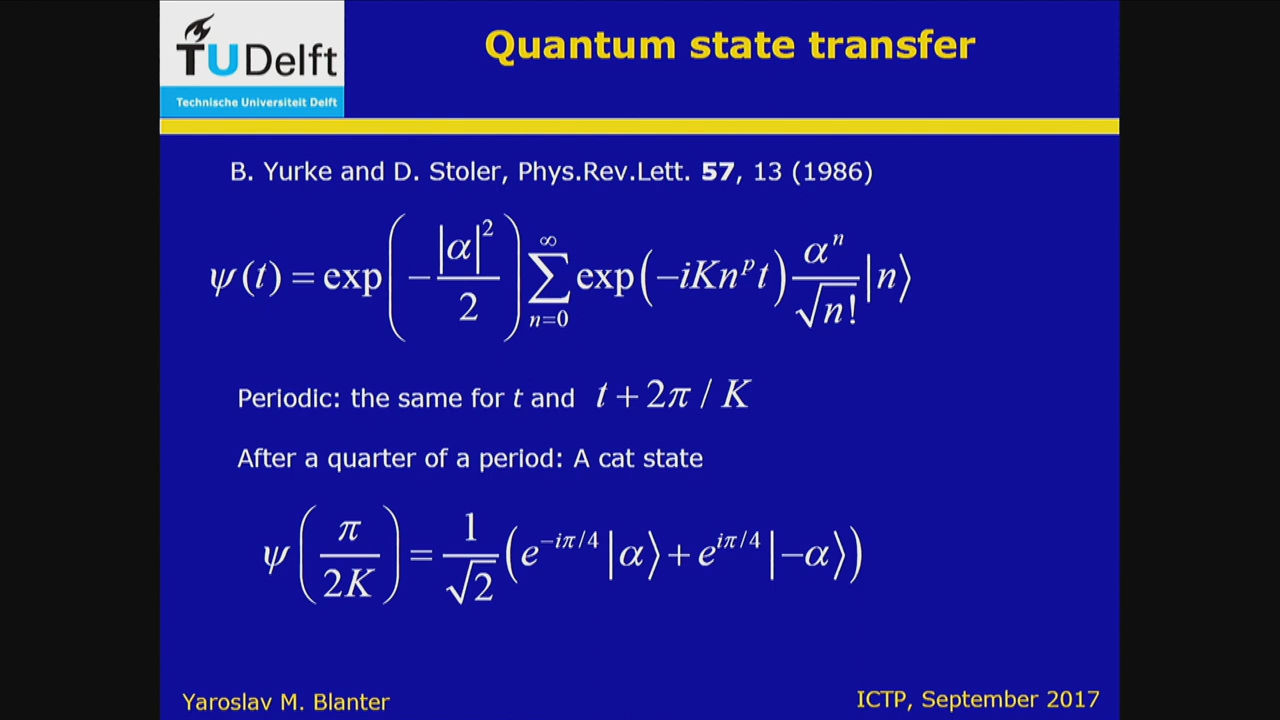 TU Delft
Technische Universiteit Delft
Quantum state transfer
B. Yurke and D. Stoler, Phys.Rev.Lett. 57, 13 (1986)
ψ(t) = exp(−|α|²/2) ∑_{n=0}^{∞} exp(−iKn^p t) αⁿ/√n! |n⟩
Periodic: the same for t and t + 2π / K
After a quarter of a period: A cat state
ψ(π/2K) = 1/√2 (e^{−iπ/4} |α⟩ + e^{iπ/4} |−α⟩)
Yaroslav M. Blanter
ICTP, September 2017